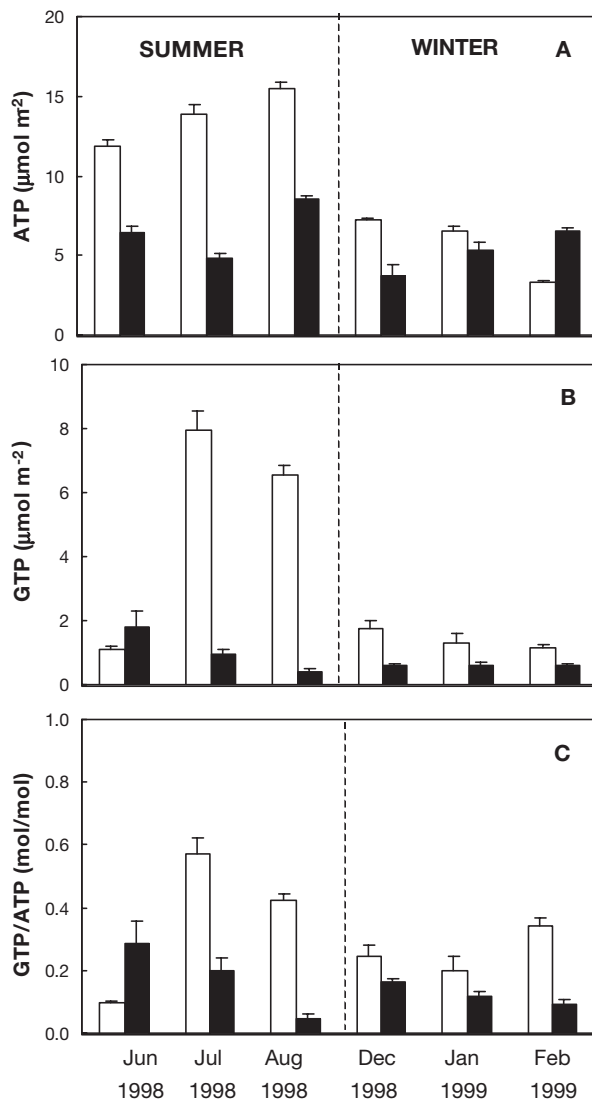 SUMMER WINTER A
ATP (μmol m²)
20
15
10
5
0
B
GTP (μmol m⁻²)
10
8
6
4
2
0
C
GTP/ATP (mol/mol)
1.0
0.8
0.6
0.4
0.2
0.0
Jun Jul Aug Dec Jan Feb
1998 1998 1998 1998 1999 1999